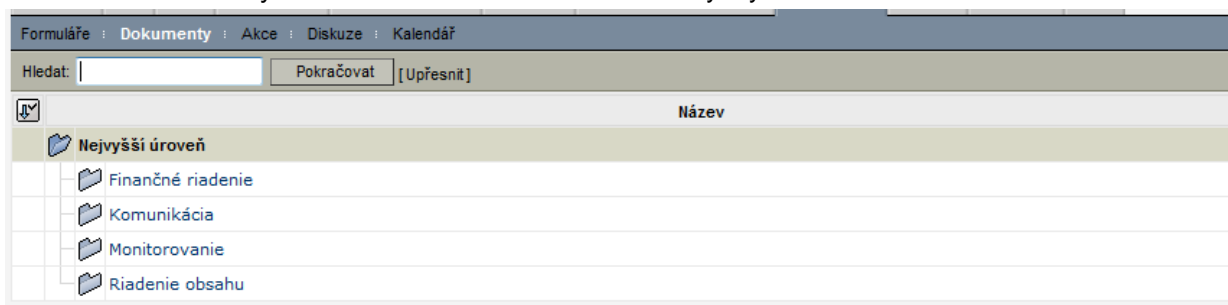 Formuláře : Dokumenty : Akce : Diskuze : Kalendář
Hledat: Pokračovat [Upřesnit]
Název
Nejvyšší úroveň
Finančné riadenie
Komunikácia
Monitorovanie
Riadenie obsahu